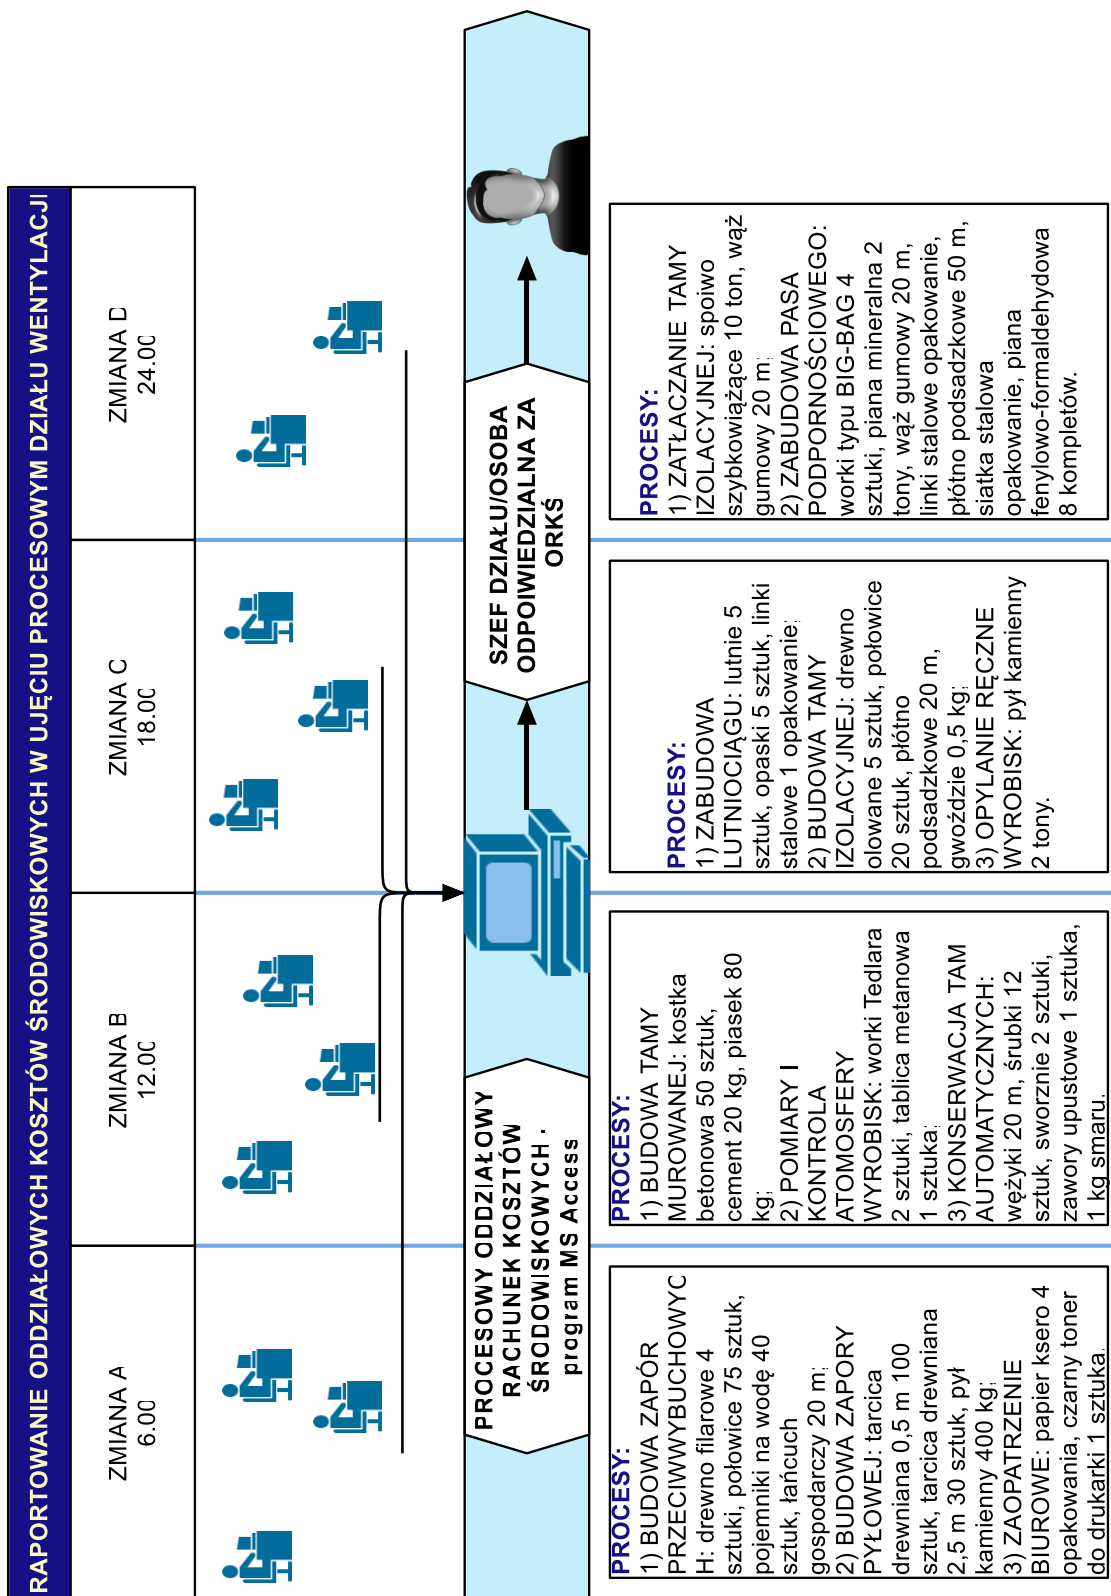 RAPORTOWANIE ODDZIAŁOWYCH KOSZTÓW ŚRODOWISKOWYCH W UJĘCIU PROCESOWYM DZIAŁU WENTYLACJI
ZMIANA A
6.00
ZMIANA B
12.00
ZMIANA C
18.00
ZMIANA D
24.00
PROCESOWY ODDZIAŁOWY
RACHUNEK KOSZTÓW
ŚRODOWISKOWYCH -
program MS Access
SZEF DZIAŁU/OSOBA
ODPOIWEDZIALNA ZA
ORKŚ
PROCESY:
1) BUDOWA ZAPÓR
PRZECIWWYBUCHOWYC
H: drewno filarowe 4
sztuki, połowice 75 sztuk,
pojemniki na wodę 40
sztuk, łańcuch
gospodarczy 20 m;
2) BUDOWA ZAPORY
PYŁOWEJ: tarcica
drewniana 0,5 m 100
sztuk, tarcica drewniana
2,5 m 30 sztuk, pył
kamienny 400 kg;
3) ZAOPATRZENIE
BIUROWE: papier ksero 4
opakowania, czarny toner
do drukarki 1 sztuka.
PROCESY:
1) BUDOWA TAMY
MUROWANEJ: kostka
betonowa 50 sztuk,
cement 20 kg, piasek 80
kg;
2) POMIARY I
KONTROLA
ATOMOSFERY
WYROBISK: worki Tedlara
2 sztuki, tablica metanowa
1 sztuka;
3) KONSERWACJA TAM
AUTOMATYCZNYCH:
wężyki 20 m, śrubki 12
sztuk, sworznie 2 sztuki,
zawory upustowe 1 sztuka,
1 kg smaru.
PROCESY:
1) ZABUDOWA
LUTNIOCIĄGU: lutnie 5
sztuk, opaski 5 sztuk, linki
stalowe 1 opakowanie;
2) BUDOWA TAMY
IZOLACYJNEJ: drewno
olowane 5 sztuk, połowice
20 sztuk, płótno
podsadzkowe 20 m,
gwoździe 0,5 kg;
3) OPYLANIE RĘCZNE
WYROBISK: pył kamienny
2 tony.
PROCESY:
1) ZATŁACZANIE TAMY
IZOLACYJNEJ: spoiwo
szybkowiążące 10 ton, wąż
gumowy 20 m;
2) ZABUDOWA PASA
PODPORNOŚCIOWEGO:
worki typu BIG-BAG 4
sztuki, piana mineralna 2
tony, wąż gumowy 20 m,
linki stalowe opakowanie,
płótno podsadzkowe 50 m,
siatka stalowa
opakowanie, piana
fenylowo-formaldehydowa
8 kompletów.